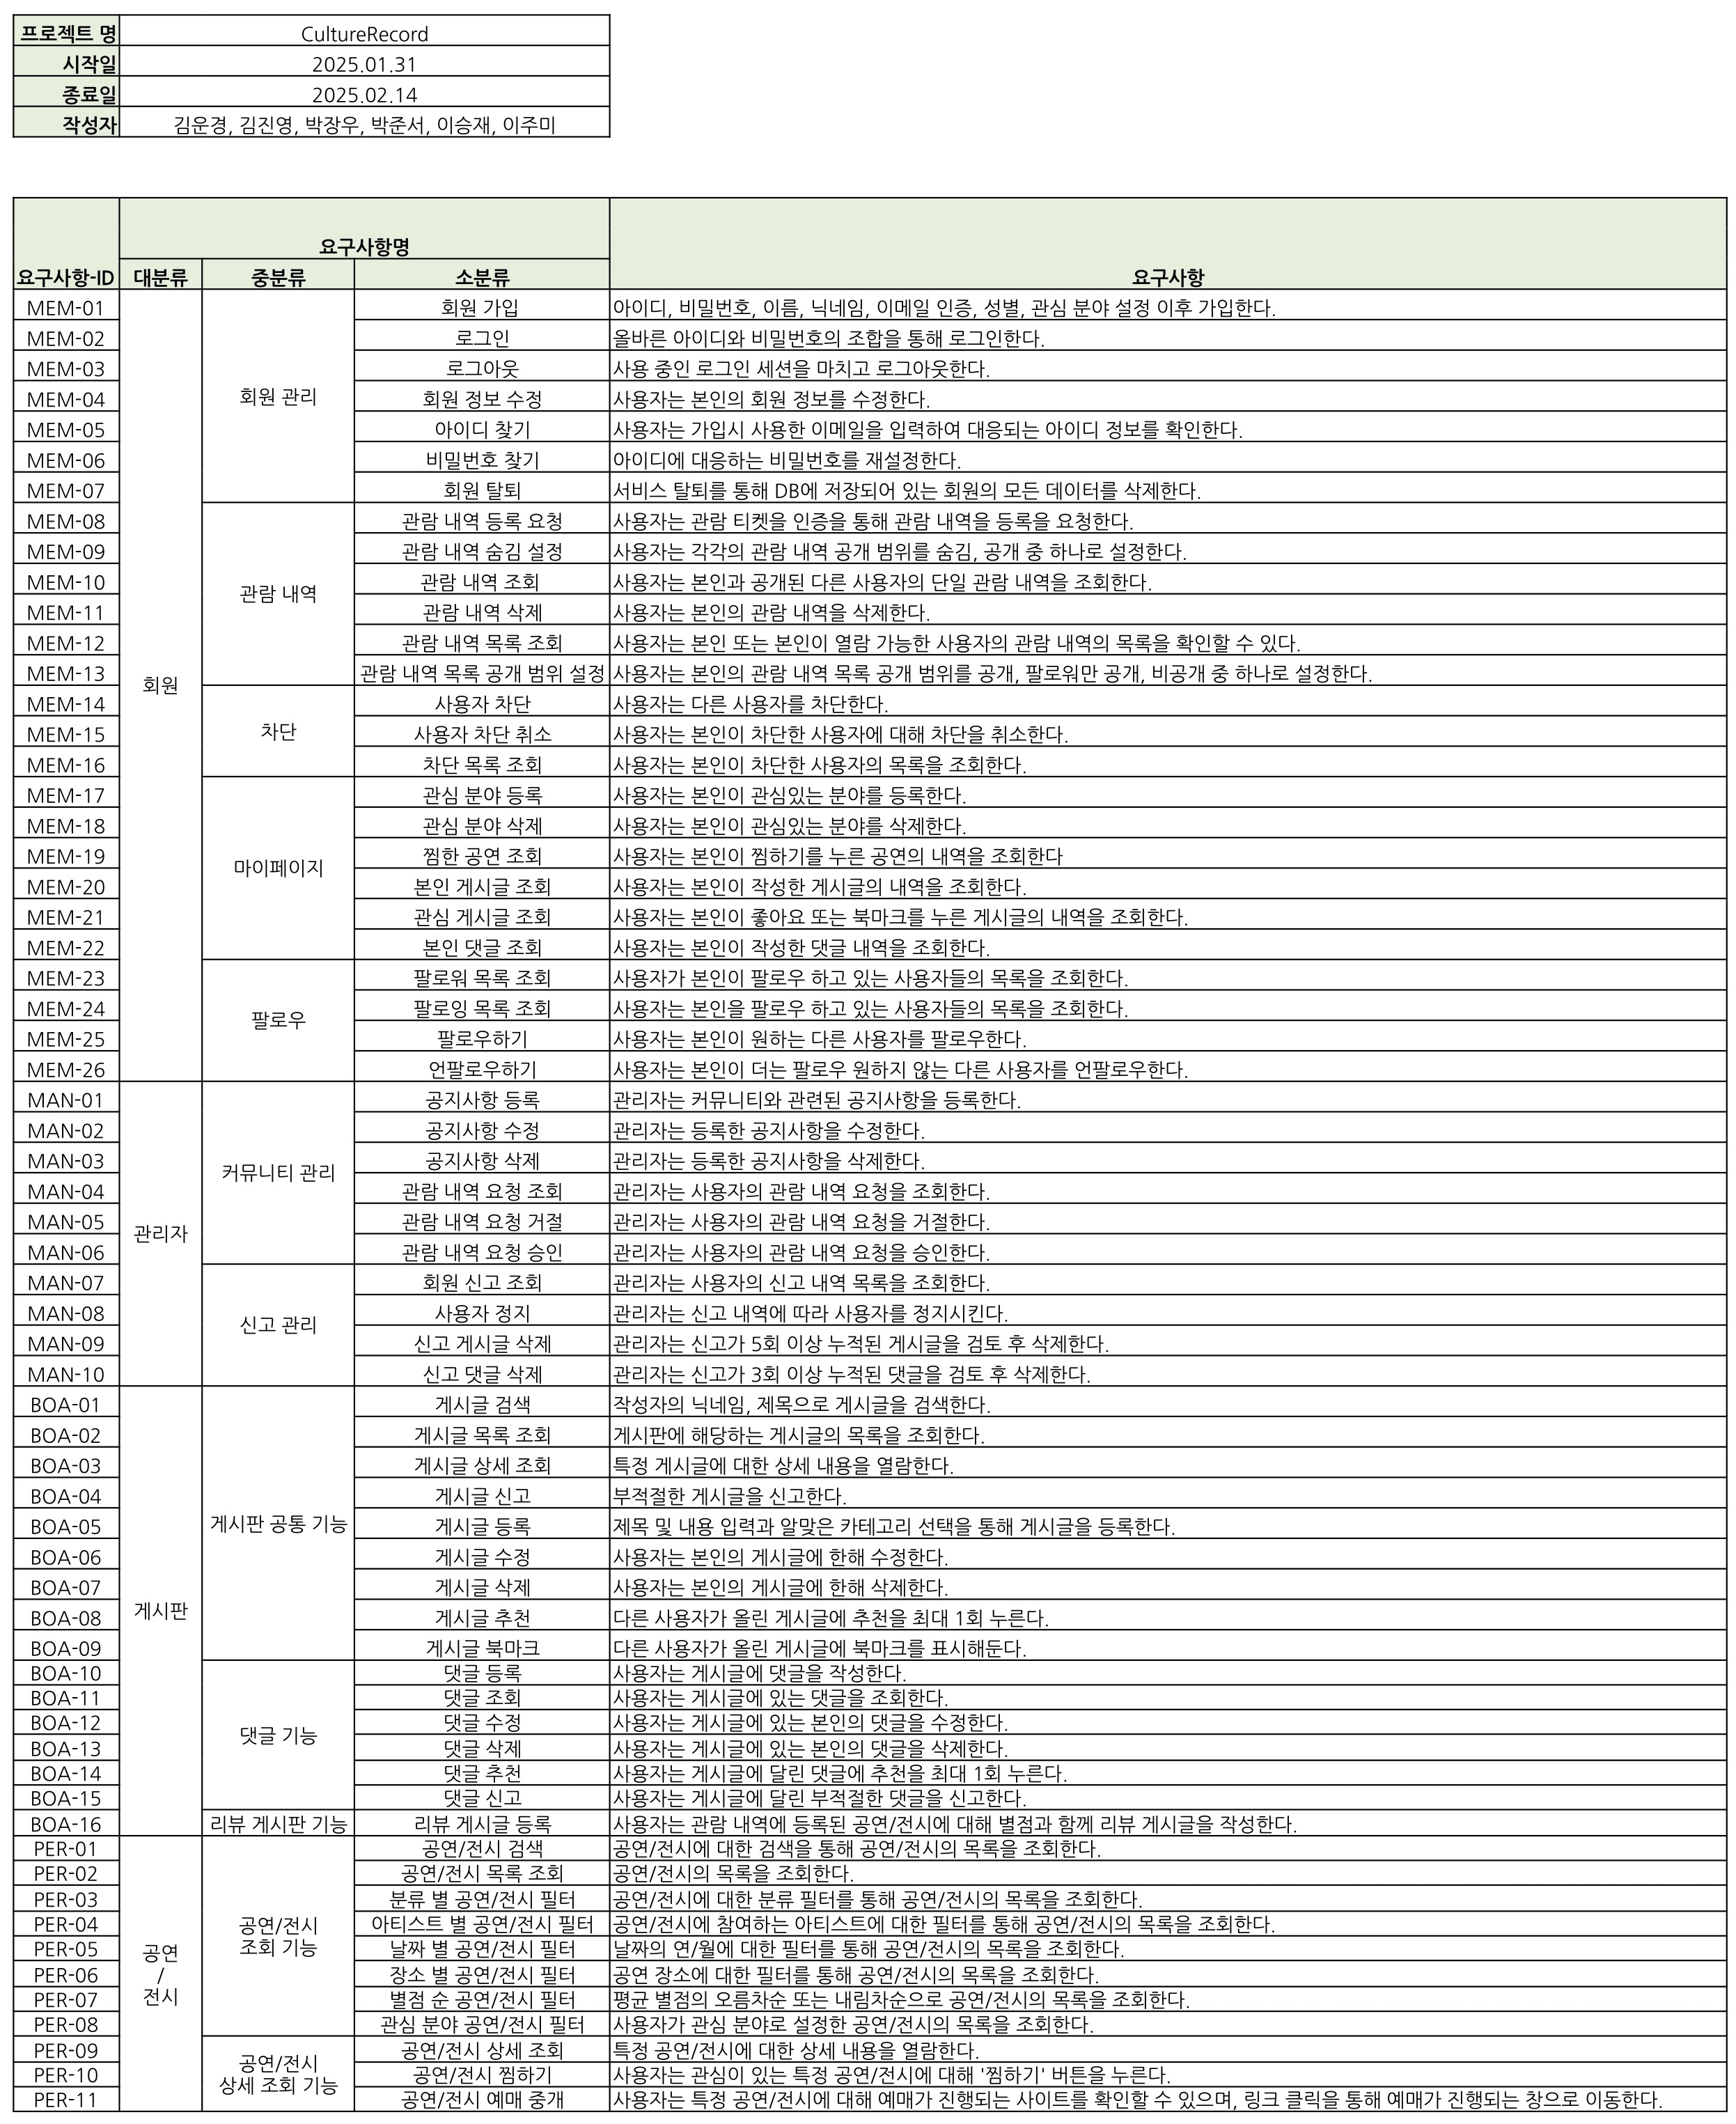 프로젝트 명 CultureRecord
시작일 2025.01.31
종료일 2025.02.14
작성자 김운경, 김진영, 박장우, 박준서, 이승재, 이주미
요구사항-ID 요구사항명 요구사항
대분류 중분류 소분류
MEM-01 회원 회원 관리 회원 가입 아이디, 비밀번호, 이름, 닉네임, 이메일 인증, 성별, 관심 분야 설정 이후 가입한다.
MEM-02 로그인 올바른 아이디와 비밀번호의 조합을 통해 로그인한다.
MEM-03 로그아웃 사용 중인 로그인 세션을 마치고 로그아웃한다.
MEM-04 회원 정보 수정 사용자는 본인의 회원 정보를 수정한다.
MEM-05 아이디 찾기 사용자는 가입시 사용한 이메일을 입력하여 대응되는 아이디 정보를 확인한다.
MEM-06 비밀번호 찾기 아이디에 대응하는 비밀번호를 재설정한다.
MEM-07 회원 탈퇴 서비스 탈퇴를 통해 DB에 저장되어 있는 회원의 모든 데이터를 삭제한다.
MEM-08 관람 내역 관람 내역 등록 요청 사용자는 관람 티켓을 인증을 통해 관람 내역을 등록을 요청한다.
MEM-09 관람 내역 숨김 설정 사용자는 각각의 관람 내역 공개 범위를 숨김, 공개 중 하나로 설정한다.
MEM-10 관람 내역 조회 사용자는 본인과 공개된 다른 사용자의 단일 관람 내역을 조회한다.
MEM-11 관람 내역 삭제 사용자는 본인의 관람 내역을 삭제한다.
MEM-12 관람 내역 목록 조회 사용자는 본인 또는 본인이 열람 가능한 사용자의 관람 내역의 목록을 확인할 수 있다.
MEM-13 관람 내역 목록 공개 범위 설정 사용자는 본인의 관람 내역 목록 공개 범위를 공개, 팔로워만 공개, 비공개 중 하나로 설정한다.
MEM-14 차단 사용자 차단 사용자는 다른 사용자를 차단한다.
MEM-15 사용자 차단 취소 사용자는 본인이 차단한 사용자에 대해 차단을 취소한다.
MEM-16 차단 목록 조회 사용자는 본인이 차단한 사용자의 목록을 조회한다.
MEM-17 마이페이지 관심 분야 등록 사용자는 본인이 관심있는 분야를 등록한다.
MEM-18 관심 분야 삭제 사용자는 본인이 관심있는 분야를 삭제한다.
MEM-19 찜한 공연 조회 사용자는 본인이 찜하기를 누른 공연의 내역을 조회한다
MEM-20 본인 게시글 조회 사용자는 본인이 작성한 게시글의 내역을 조회한다.
MEM-21 관심 게시글 조회 사용자는 본인이 좋아요 또는 북마크를 누른 게시글의 내역을 조회한다.
MEM-22 본인 댓글 조회 사용자는 본인이 작성한 댓글 내역을 조회한다.
MEM-23 팔로우 팔로워 목록 조회 사용자가 본인이 팔로우 하고 있는 사용자들의 목록을 조회한다.
MEM-24 팔로잉 목록 조회 사용자는 본인을 팔로우 하고 있는 사용자들의 목록을 조회한다.
MEM-25 팔로우하기 사용자는 본인이 원하는 다른 사용자를 팔로우한다.
MEM-26 언팔로우하기 사용자는 본인이 더는 팔로우 원하지 않는 다른 사용자를 언팔로우한다.
MAN-01 관리자 커뮤니티 관리 공지사항 등록 관리자는 커뮤니티와 관련된 공지사항을 등록한다.
MAN-02 공지사항 수정 관리자는 등록한 공지사항을 수정한다.
MAN-03 공지사항 삭제 관리자는 등록한 공지사항을 삭제한다.
MAN-04 관람 내역 요청 조회 관리자는 사용자의 관람 내역 요청을 조회한다.
MAN-05 관람 내역 요청 거절 관리자는 사용자의 관람 내역 요청을 거절한다.
MAN-06 관람 내역 요청 승인 관리자는 사용자의 관람 내역 요청을 승인한다.
MAN-07 신고 관리 회원 신고 조회 관리자는 사용자의 신고 내역 목록을 조회한다.
MAN-08 사용자 정지 관리자는 신고 내역에 따라 사용자를 정지시킨다.
MAN-09 신고 게시글 삭제 관리자는 신고가 5회 이상 누적된 게시글을 검토 후 삭제한다.
MAN-10 신고 댓글 삭제 관리자는 신고가 3회 이상 누적된 댓글을 검토 후 삭제한다.
BOA-01 게시판 게시판 공통 기능 게시글 검색 작성자의 닉네임, 제목으로 게시글을 검색한다.
BOA-02 게시글 목록 조회 게시판에 해당하는 게시글의 목록을 조회한다.
BOA-03 게시글 상세 조회 특정 게시글에 대한 상세 내용을 열람한다.
BOA-04 게시글 신고 부적절한 게시글을 신고한다.
BOA-05 게시글 등록 제목 및 내용 입력과 알맞은 카테고리 선택을 통해 게시글을 등록한다.
BOA-06 게시글 수정 사용자는 본인의 게시글에 한해 수정한다.
BOA-07 게시글 삭제 사용자는 본인의 게시글에 한해 삭제한다.
BOA-08 게시글 추천 다른 사용자가 올린 게시글에 추천을 최대 1회 누른다.
BOA-09 게시글 북마크 다른 사용자가 올린 게시글에 북마크를 표시해둔다.
BOA-10 댓글 기능 댓글 등록 사용자는 게시글에 댓글을 작성한다.
BOA-11 댓글 조회 사용자는 게시글에 있는 댓글을 조회한다.
BOA-12 댓글 수정 사용자는 게시글에 있는 본인의 댓글을 수정한다.
BOA-13 댓글 삭제 사용자는 게시글에 있는 본인의 댓글을 삭제한다.
BOA-14 댓글 추천 사용자는 게시글에 달린 댓글에 추천을 최대 1회 누른다.
BOA-15 댓글 신고 사용자는 게시글에 달린 부적절한 댓글을 신고한다.
BOA-16 리뷰 게시판 기능 리뷰 게시글 등록 사용자는 관람 내역에 등록된 공연/전시에 대해 별점과 함께 리뷰 게시글을 작성한다.
PER-01 공연 / 전시 공연/전시 조회 기능 공연/전시 검색 공연/전시에 대한 검색을 통해 공연/전시의 목록을 조회한다.
PER-02 공연/전시 목록 조회 공연/전시의 목록을 조회한다.
PER-03 분류 별 공연/전시 필터 공연/전시에 대한 분류 필터를 통해 공연/전시의 목록을 조회한다.
PER-04 아티스트 별 공연/전시 필터 공연/전시에 참여하는 아티스트에 대한 필터를 통해 공연/전시의 목록을 조회한다.
PER-05 날짜 별 공연/전시 필터 날짜의 연/월에 대한 필터를 통해 공연/전시의 목록을 조회한다.
PER-06 장소 별 공연/전시 필터 공연 장소에 대한 필터를 통해 공연/전시의 목록을 조회한다.
PER-07 별점 순 공연/전시 필터 평균 별점의 오름차순 또는 내림차순으로 공연/전시의 목록을 조회한다.
PER-08 관심 분야 공연/전시 필터 사용자가 관심 분야로 설정한 공연/전시의 목록을 조회한다.
PER-09 공연/전시 상세 조회 기능 공연/전시 상세 조회 특정 공연/전시에 대한 상세 내용을 열람한다.
PER-10 공연/전시 찜하기 사용자는 관심이 있는 특정 공연/전시에 대해 '찜하기' 버튼을 누른다.
PER-11 공연/전시 예매 중개 사용자는 특정 공연/전시에 대해 예매가 진행되는 사이트를 확인할 수 있으며, 링크 클릭을 통해 예매가 진행되는 창으로 이동한다.